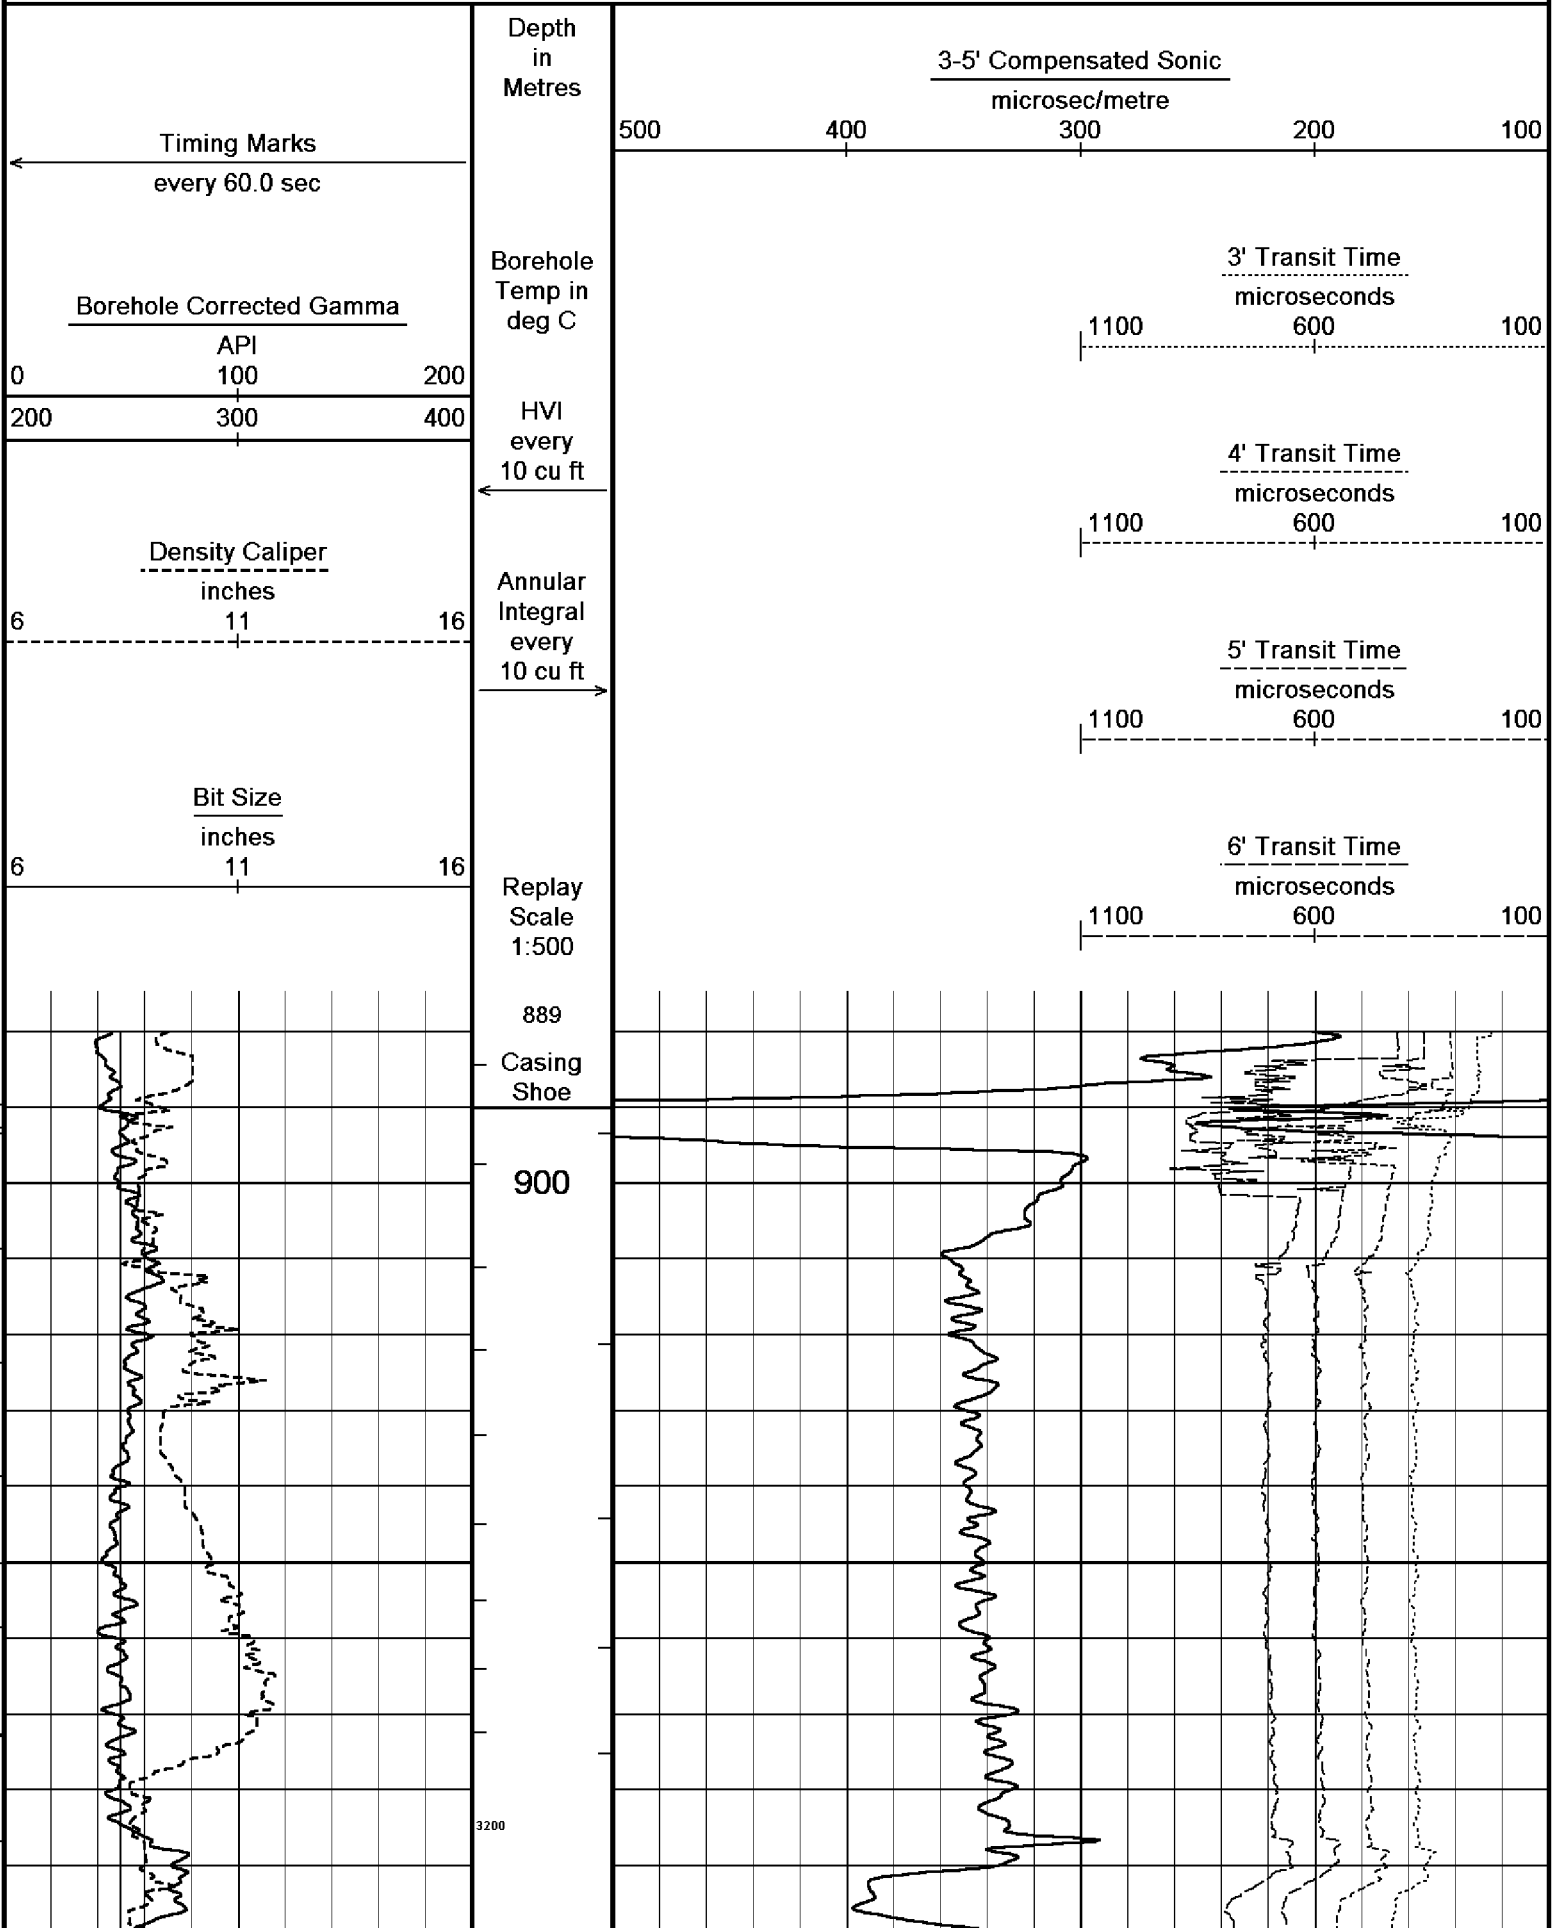 Timing Marks
every 60.0 sec
Borehole Corrected Gamma
API
0 100 200
200 300 400
Density Caliper
inches
6 11 16
Bit Size
inches
6 11 16
Depth
in
Metres
Borehole
Temp in
deg C
HVI
every
10 cu ft
Annular
Integral
every
10 cu ft
Replay
Scale
1:500
889
Casing
Shoe
900
3200
3-5' Compensated Sonic
microsec/metre
500 400 300 200 100
3' Transit Time
microseconds
1100 600 100
4' Transit Time
microseconds
1100 600 100
5' Transit Time
microseconds
1100 600 100
6' Transit Time
microseconds
1100 600 100